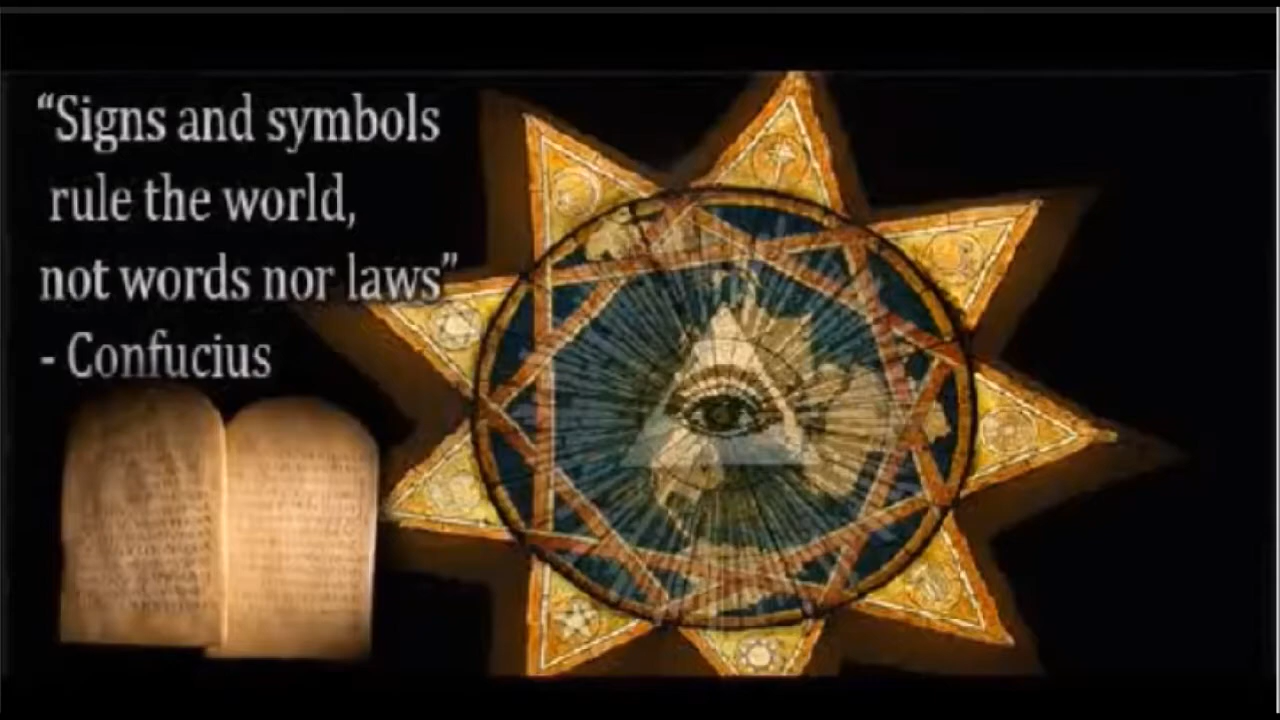 “Signs and symbols
rule the world,
not words nor laws”
- Confucius